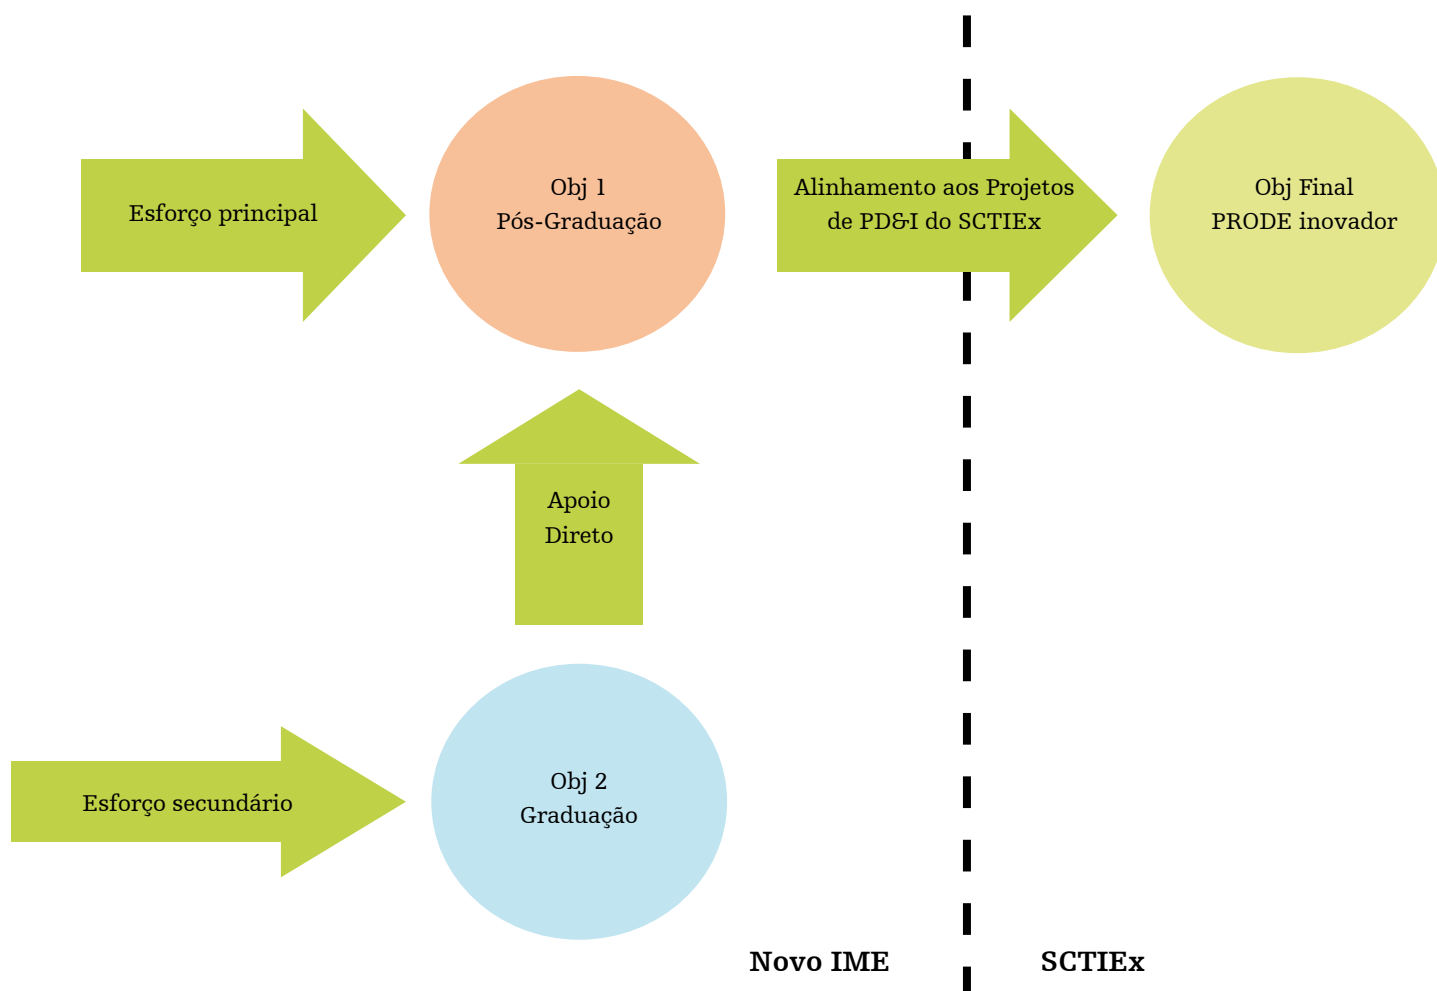 Esforço principal
Obj 1
Pós-Graduação
Alinhamento aos Projetos
de PD&I do SCTIEx
Obj Final
PRODE inovador
Apoio
Direto
Esforço secundário
Obj 2
Graduação
Novo IME
SCTIEx